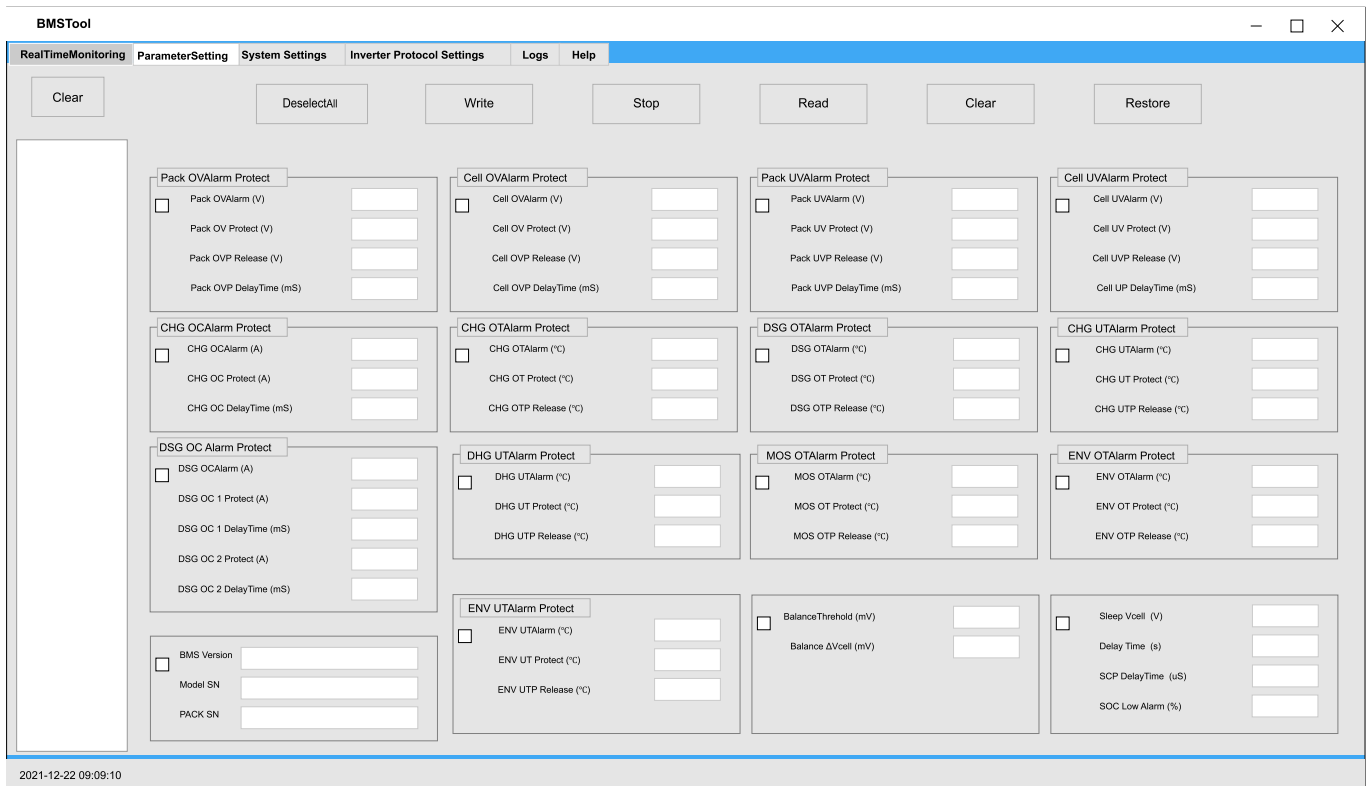 BMSTool
RealTimeMonitoring ParameterSetting System Settings Inverter Protocol Settings Logs Help
Clear DeselectAll Write Stop Read Clear Restore
Pack OVAlarm Protect
Pack OVAlarm (V)
Pack OV Protect (V)
Pack OVP Release (V)
Pack OVP DelayTime (mS)
Cell OVAlarm Protect
Cell OVAlarm (V)
Cell OV Protect (V)
Cell OVP Release (V)
Cell OVP DelayTime (mS)
Pack UVAlarm Protect
Pack UVAlarm (V)
Pack UV Protect (V)
Pack UVP Release (V)
Pack UVP DelayTime (mS)
Cell UVAlarm Protect
Cell UVAlarm (V)
Cell UV Protect (V)
Cell UVP Release (V)
Cell UP DelayTime (mS)
CHG OCAlarm Protect
CHG OCAlarm (A)
CHG OC Protect (A)
CHG OC DelayTime (mS)
CHG OTAlarm Protect
CHG OTAlarm (℃)
CHG OT Protect (℃)
CHG OTP Release (℃)
DSG OTAlarm Protect
DSG OTAlarm (℃)
DSG OT Protect (℃)
DSG OTP Release (℃)
CHG UTAlarm Protect
CHG UTAlarm (℃)
CHG UT Protect (℃)
CHG UTP Release (℃)
DSG OC Alarm Protect
DSG OCAlarm (A)
DSG OC 1 Protect (A)
DSG OC 1 DelayTime (mS)
DSG OC 2 Protect (A)
DSG OC 2 DelayTime (mS)
DHG UTAlarm Protect
DHG UTAlarm (℃)
DHG UT Protect (℃)
DHG UTP Release (℃)
MOS OTAlarm Protect
MOS OTAlarm (℃)
MOS OT Protect (℃)
MOS OTP Release (℃)
ENV OTAlarm Protect
ENV OTAlarm (℃)
ENV OT Protect (℃)
ENV OTP Release (℃)
BMS Version
Model SN
PACK SN
ENV UTAlarm Protect
ENV UTAlarm (℃)
ENV UT Protect (℃)
ENV UTP Release (℃)
BalanceThrehold (mV)
Balance ΔVcell (mV)
Sleep Vcell (V)
Delay Time (s)
SCP DelayTime (uS)
SOC Low Alarm (%)
2021-12-22 09:09:10